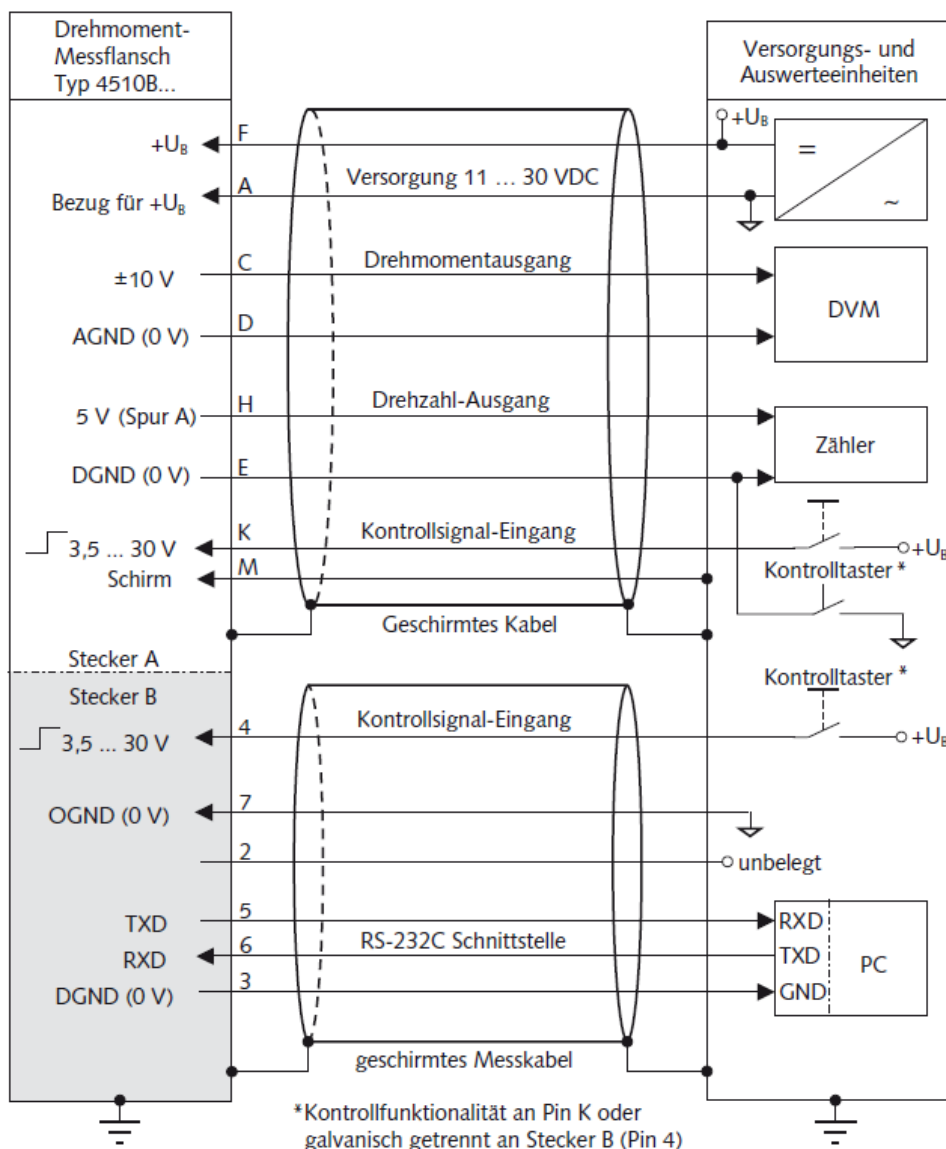 Drehmoment-
Messflansch
Typ 4510B...
Versorgungs- und
Auswerteeinheiten
+UB
F
+UB
=
~
Bezug für +UB
A
Versorgung 11 ... 30 VDC
±10 V
C
Drehmomentausgang
DVM
AGND (0 V)
D
5 V (Spur A)
H
Drehzahl-Ausgang
Zähler
DGND (0 V)
E
3,5 ... 30 V
K
Kontrollsignal-Eingang
+UB
Schirm
M
Kontrolltaster *
Geschirmtes Kabel
Stecker A
Stecker B
Kontrolltaster *
3,5 ... 30 V
4
Kontrollsignal-Eingang
+UB
OGND (0 V)
7
2
unbelegt
TXD
5
RXD
RXD
6
RS-232C Schnittstelle
TXD
PC
DGND (0 V)
3
GND
geschirmtes Messkabel
*Kontrollfunktionalität an Pin K oder
galvanisch getrennt an Stecker B (Pin 4)